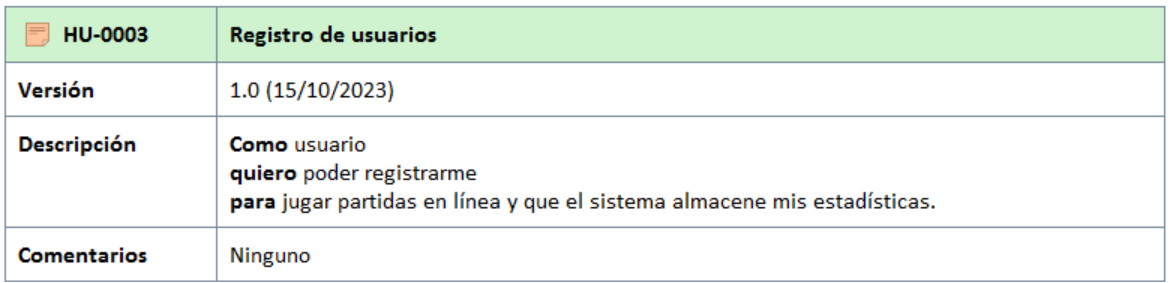 HU-0003 Registro de usuarios
Versión 1.0 (15/10/2023)
Descripción Como usuario
quiero poder registrarme
para jugar partidas en línea y que el sistema almacene mis estadísticas.
Comentarios Ninguno